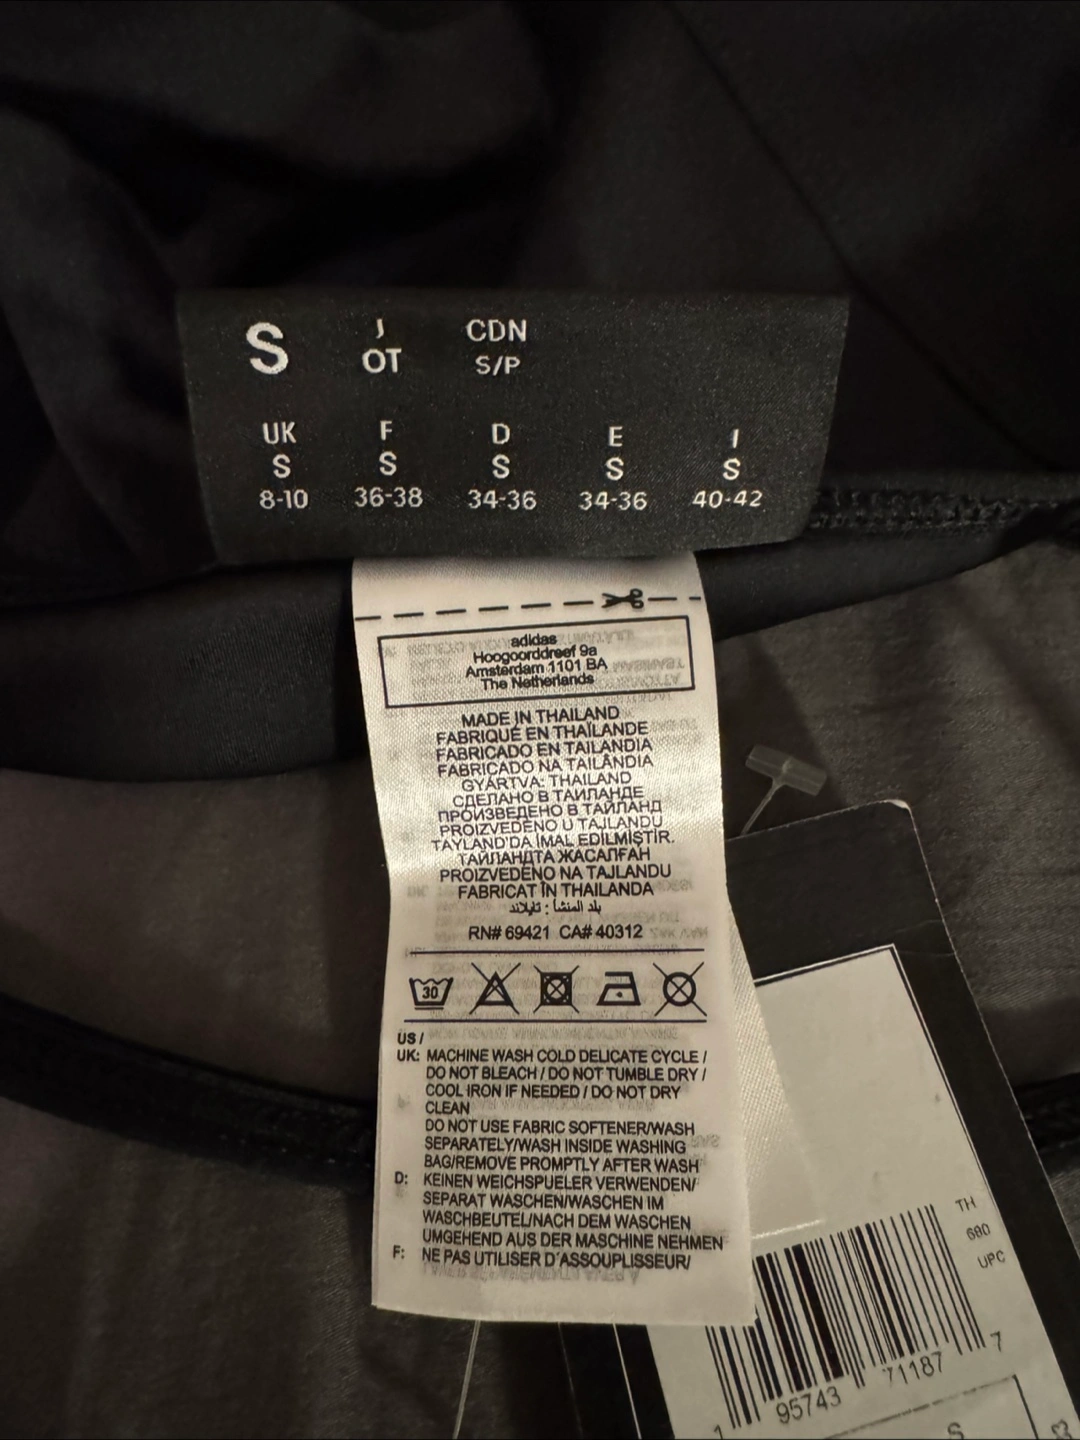 S J CDN
OT S/P
UK F D E I
S S S S S
8-10 36-38 34-36 34-36 40-42
adidas
Hoogoorddreef 9a
Amsterdam 1101 BA
The Netherlands
MADE IN THAILAND
FABRIQUÉ EN THAÏLANDE
FABRICADO EN TAILANDIA
FABRICADO NA TAILÂNDIA
GYÁRTVA: THAILAND
СДЕЛАНО В ТАИЛАНДЕ
ПРОИЗВЕДЕНО В ТАЙЛАНД
PROIZVEDENO U TAJLANDU
TAYLAND'DA İMAL EDİLMİŞTİR.
ТАЙЛАНДТА ЖАСАЛҒАН
PROIZVEDENO NA TAJLANDU
FABRICAT ÎN THAILANDA
بلد المنشأ : تايلاند
RN# 69421 CA# 40312
30
US /
UK: MACHINE WASH COLD DELICATE CYCLE /
DO NOT BLEACH / DO NOT TUMBLE DRY /
COOL IRON IF NEEDED / DO NOT DRY
CLEAN
DO NOT USE FABRIC SOFTENER/WASH
SEPARATELY/WASH INSIDE WASHING
BAG/REMOVE PROMPTLY AFTER WASH
D: KEINEN WEICHSPUELER VERWENDEN/
SEPARAT WASCHEN/WASCHEN IM
WASCHBEUTEL/NACH DEM WASCHEN
UMGEHEND AUS DER MASCHINE NEHMEN
F: NE PAS UTILISER D'ASSOUPLISSEUR/
TH
680
UPC
1 95743 71187 7
S